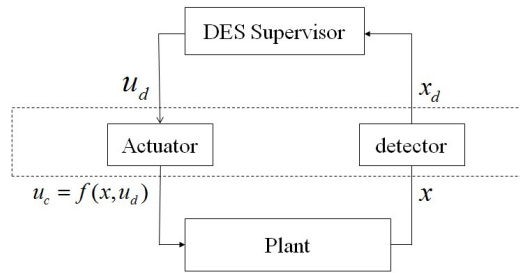 DES Supervisor
u_d
x_d
Actuator
detector
u_c = f(x,u_d)
x
Plant